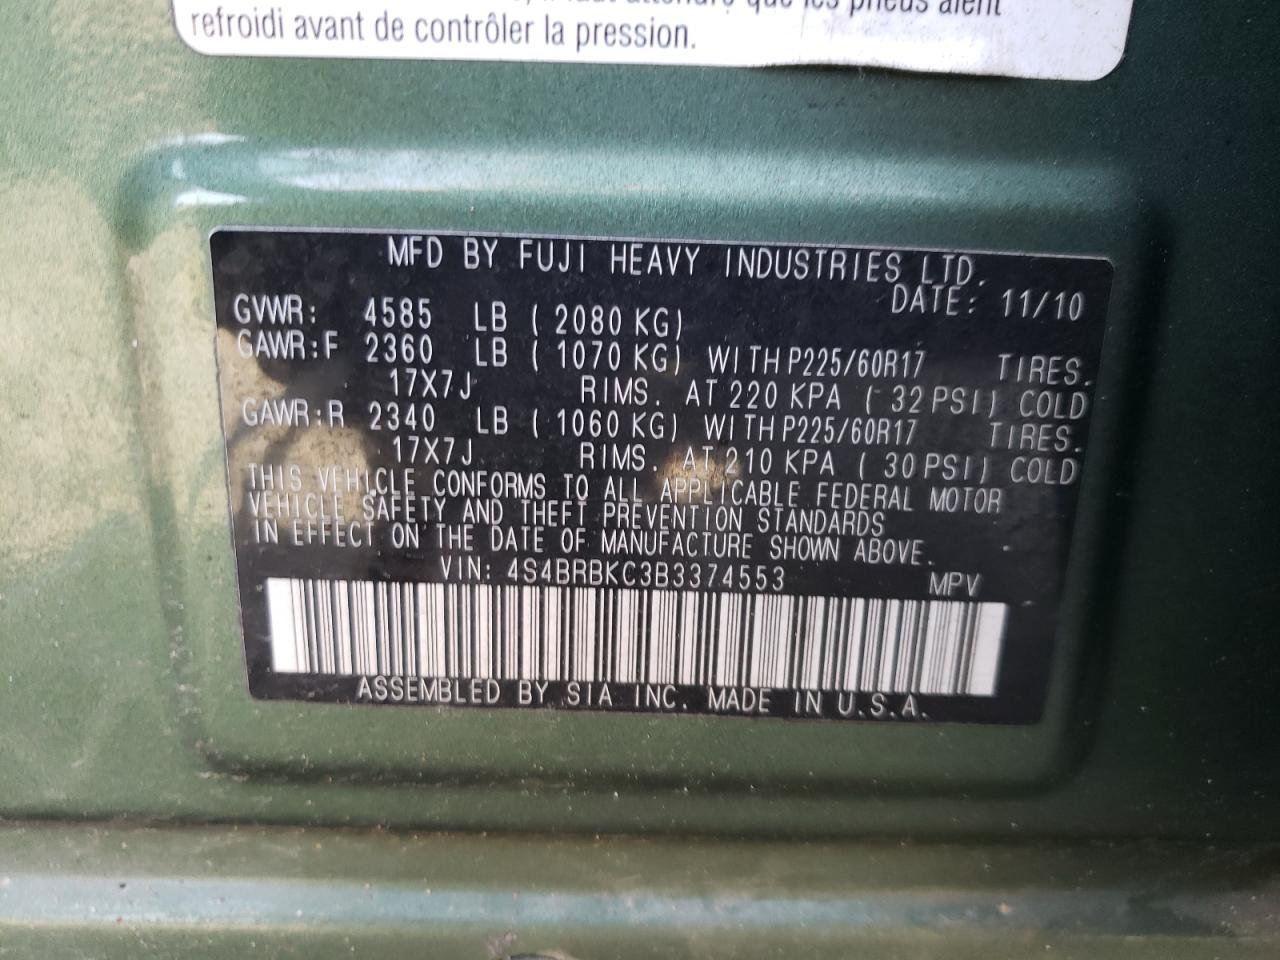 que les pneus aient
refroidi avant de contrôler la pression.
MFD BY FUJI HEAVY INDUSTRIES LTD.
DATE: 11/10
GVWR: 4585 LB ( 2080 KG)
GAWR:F 2360 LB ( 1070 KG) WITH P225/60R17 TIRES.
17X7J RIMS. AT 220 KPA ( 32 PSI) COLD
GAWR:R 2340 LB ( 1060 KG) WITH P225/60R17 TIRES.
17X7J RIMS. AT 210 KPA ( 30 PSI) COLD
THIS VEHICLE CONFORMS TO ALL APPLICABLE FEDERAL MOTOR
VEHICLE SAFETY AND THEFT PREVENTION STANDARDS
IN EFFECT ON THE DATE OF MANUFACTURE SHOWN ABOVE.
VIN: 4S4BRBKC3B3374553 MPV
ASSEMBLED BY SIA INC. MADE IN U.S.A.